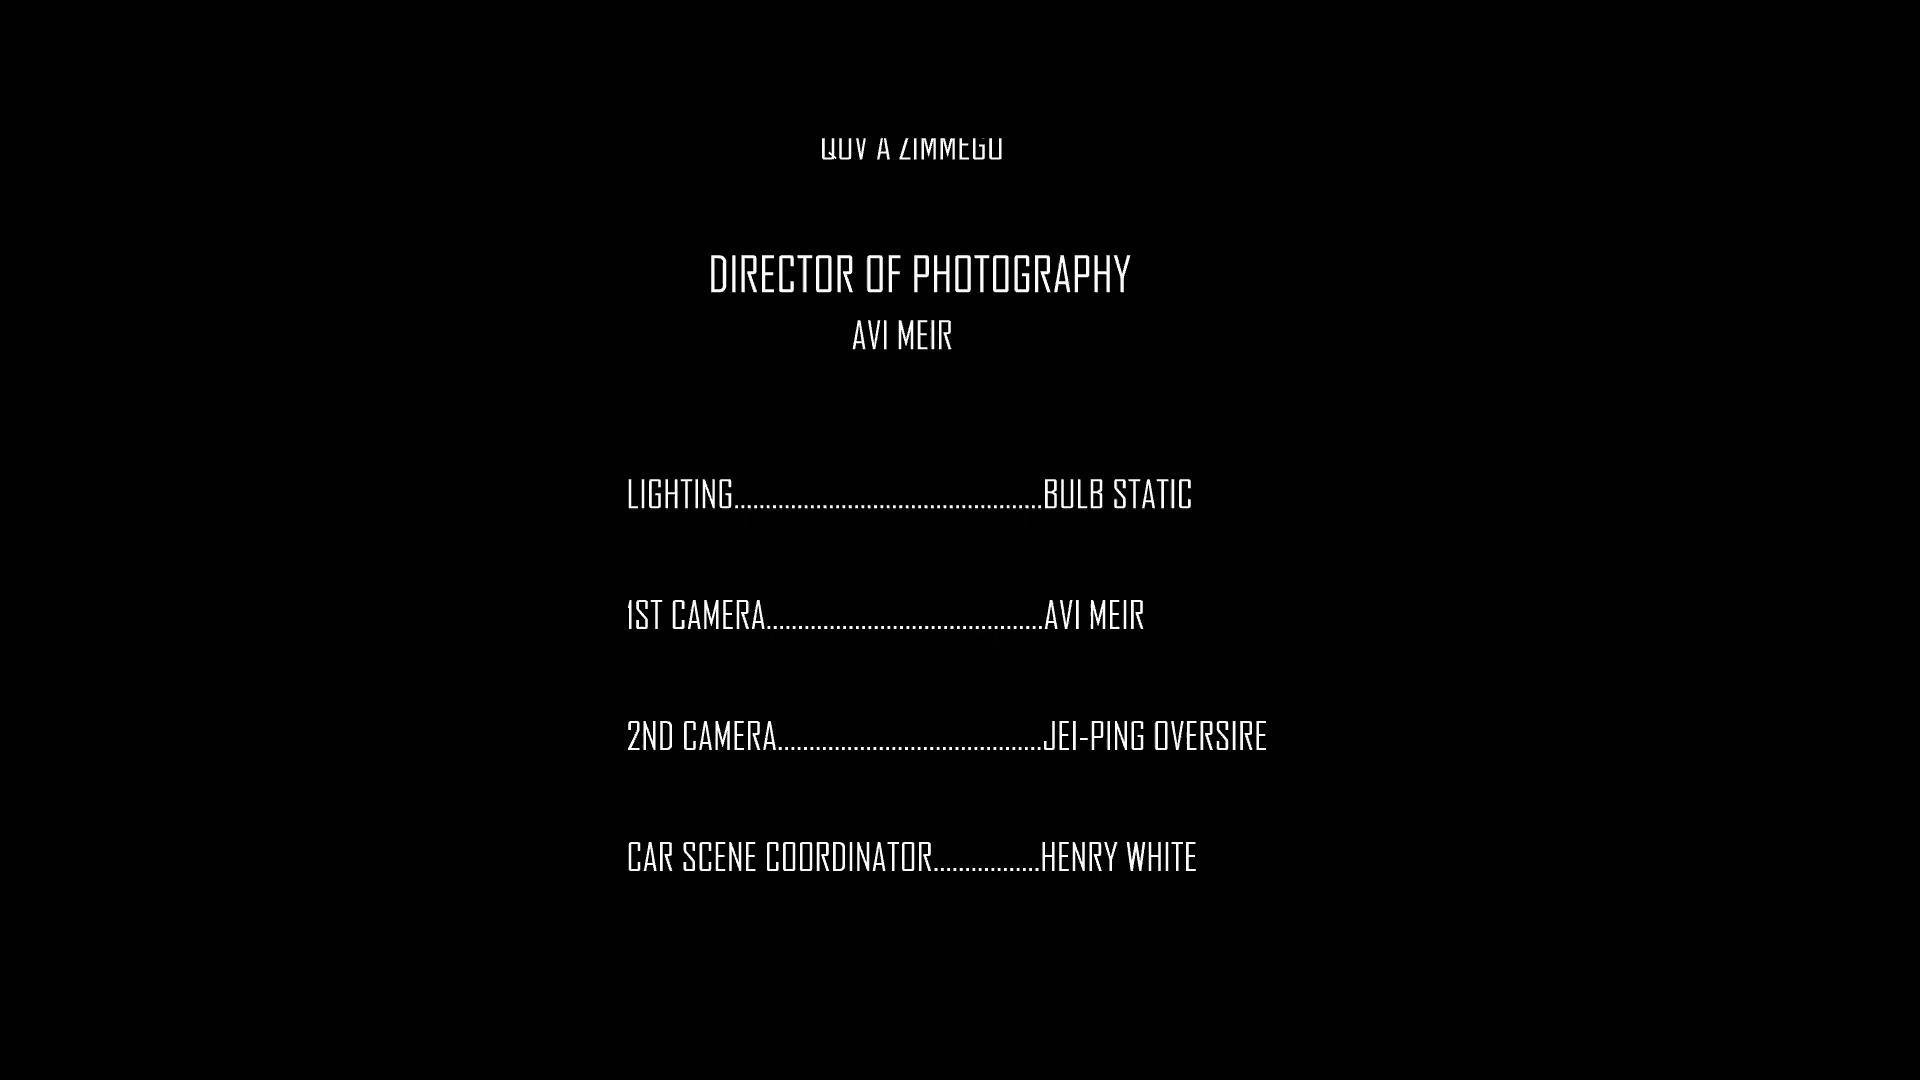 DIRECTOR OF PHOTOGRAPHY
AVI MEIR
LIGHTING.................................................BULB STATIC
1ST CAMERA............................................AVI MEIR
2ND CAMERA..........................................JEI-PING OVERSIRE
CAR SCENE COORDINATOR.................HENRY WHITE